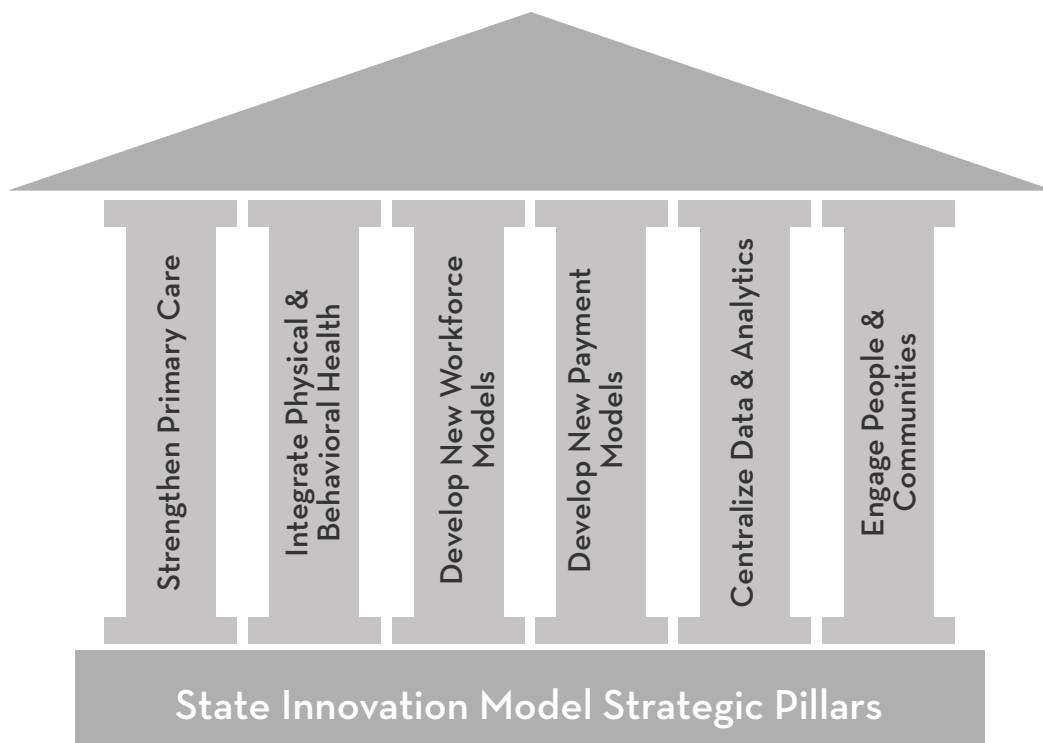 Strengthen Primary Care
Integrate Physical &
Behavioral Health
Develop New Workforce
Models
Develop New Payment
Models
Centralize Data & Analytics
Engage People &
Communities
State Innovation Model Strategic Pillars